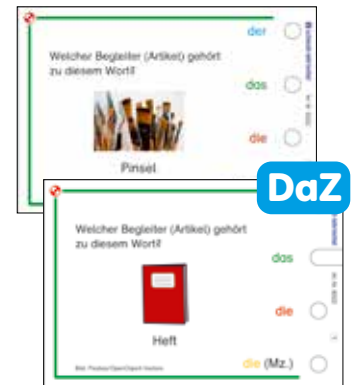 der
Welcher Begleiter (Artikel) gehört
zu diesem Wort?
das
die
Pinsel
DaZ
Welcher Begleiter (Artikel) gehört
zu diesem Wort?
das
die
Heft
die (Mz.)